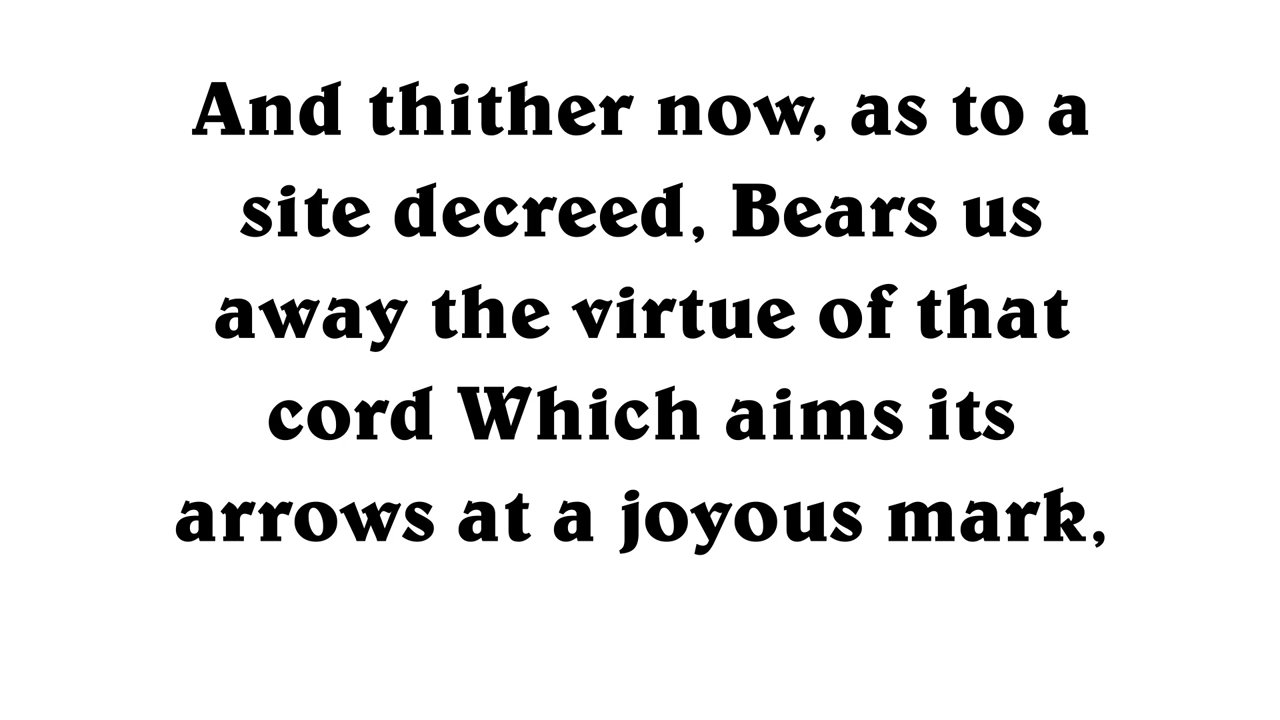 And thither now, as to a
site decreed, Bears us
away the virtue of that
cord Which aims its
arrows at a joyous mark,